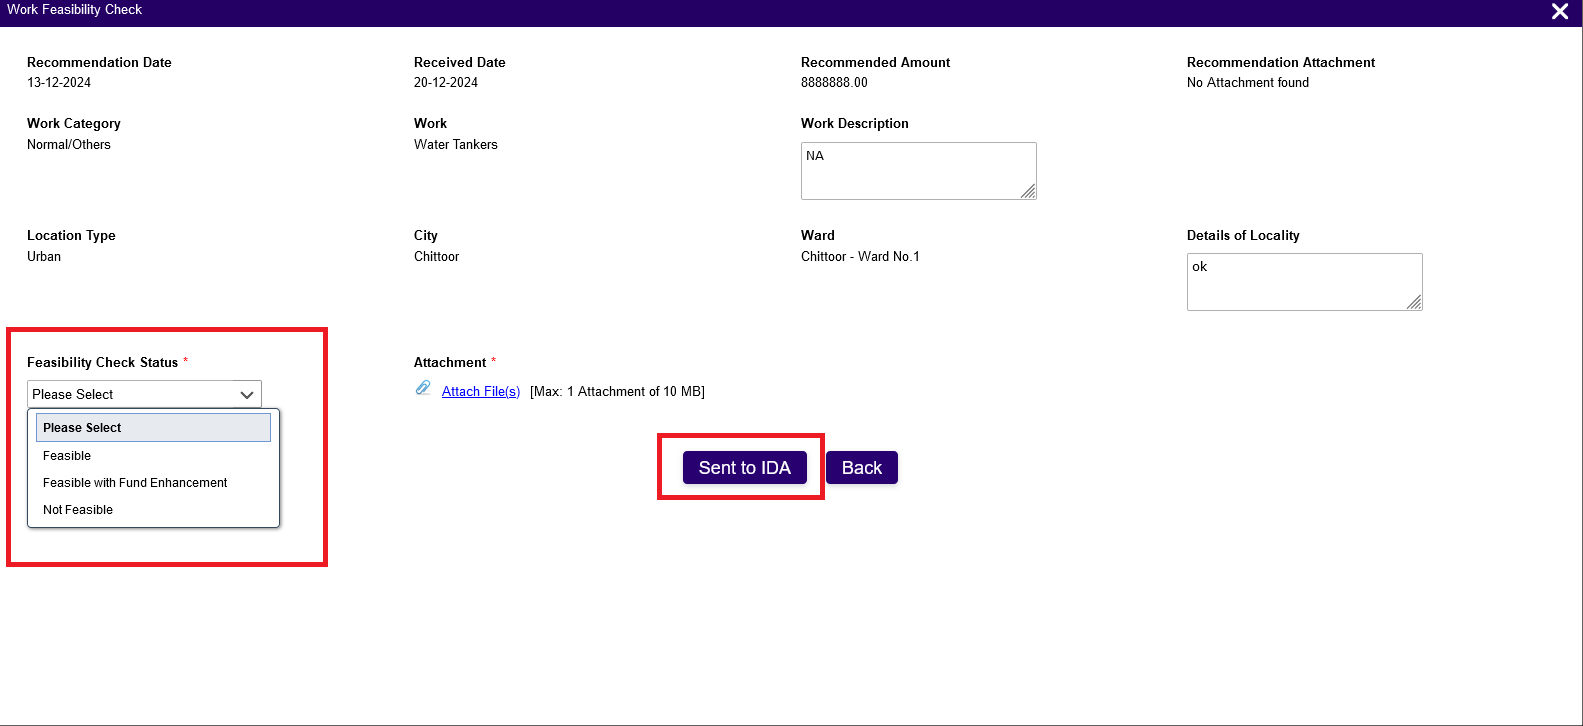 Work Feasibility Check
Recommendation Date
13-12-2024
Received Date
20-12-2024
Recommended Amount
8888888.00
Recommendation Attachment
No Attachment found
Work Category
Normal/Others
Work
Water Tankers
Work Description
NA
Location Type
Urban
City
Chittoor
Ward
Chittoor - Ward No.1
Details of Locality
ok
Feasibility Check Status *
Please Select
Please Select
Feasible
Feasible with Fund Enhancement
Not Feasible
Attachment *
Attach File(s) [Max: 1 Attachment of 10 MB]
Sent to IDA
Back